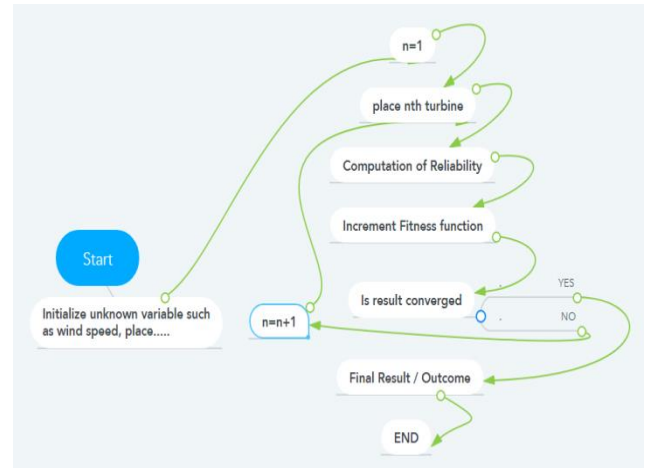 n=1
place nth turbine
Computation of Reliability
Increment Fitness function
Start
Initialize unknown variable such
as wind speed, place.....
n=n+1
Is result converged
. YES
. NO
Final Result / Outcome
END